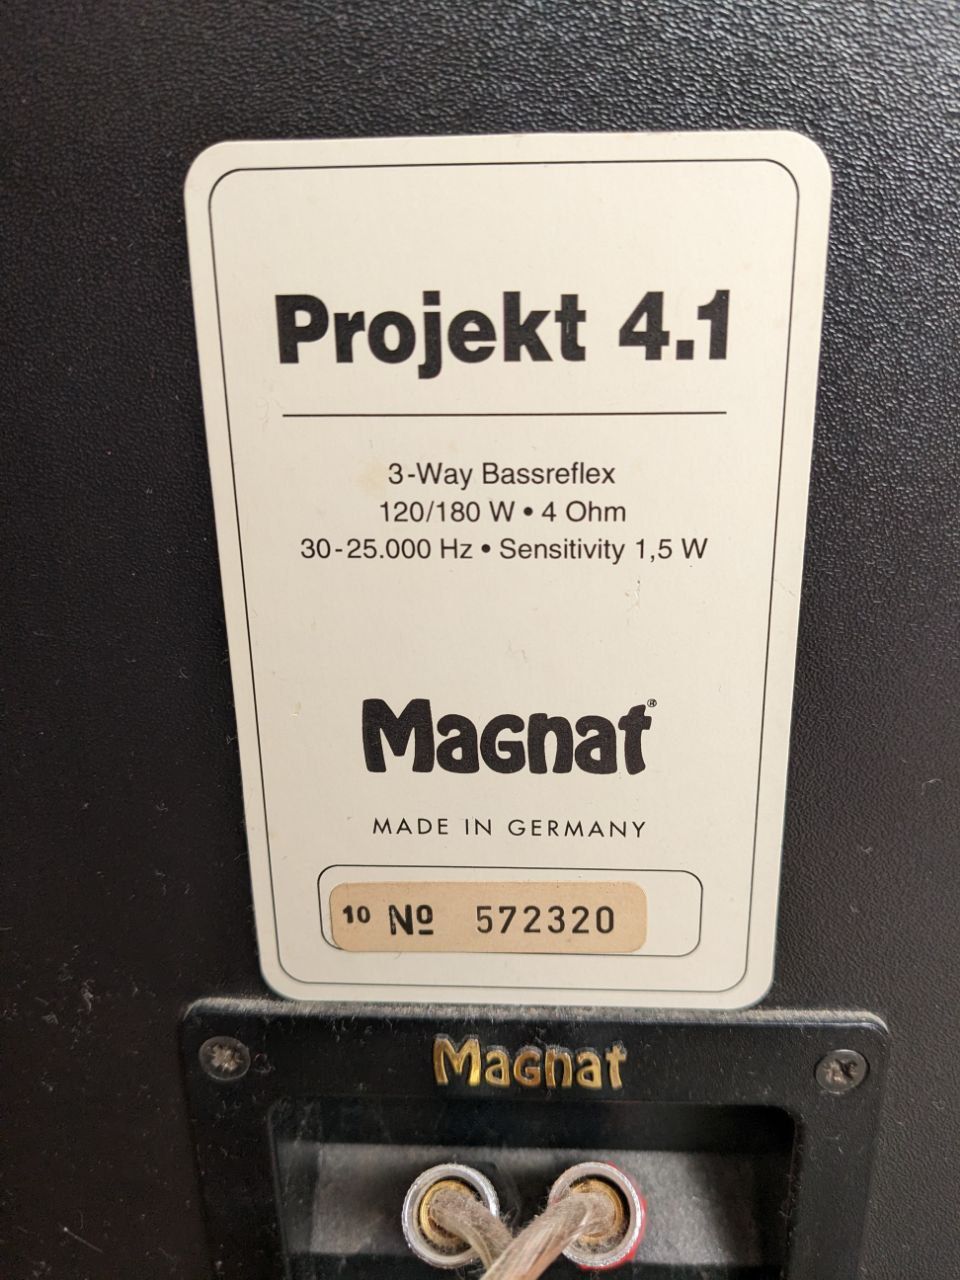 Projekt 4.1
3-Way Bassreflex
120/180 W • 4 Ohm
30-25.000 Hz • Sensitivity 1,5 W
Magnat®
MADE IN GERMANY
10 Nº 572320
Magnat